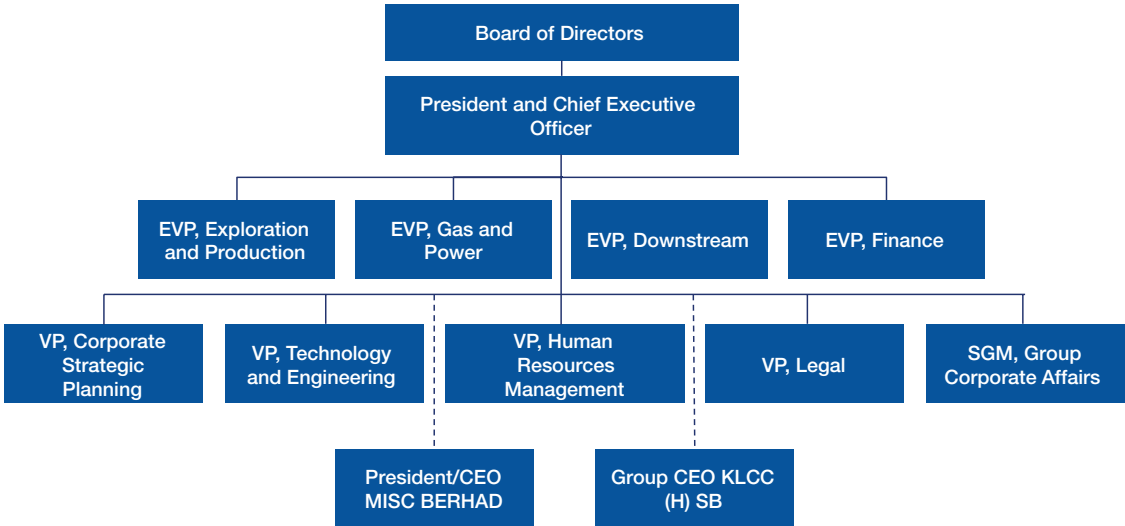 Board of Directors
President and Chief Executive
Officer
EVP, Exploration
and Production
EVP, Gas and
Power
EVP, Downstream
EVP, Finance
VP, Corporate
Strategic
Planning
VP, Technology
and Engineering
VP, Human
Resources
Management
VP, Legal
SGM, Group
Corporate Affairs
President/CEO
MISC BERHAD
Group CEO KLCC
(H) SB